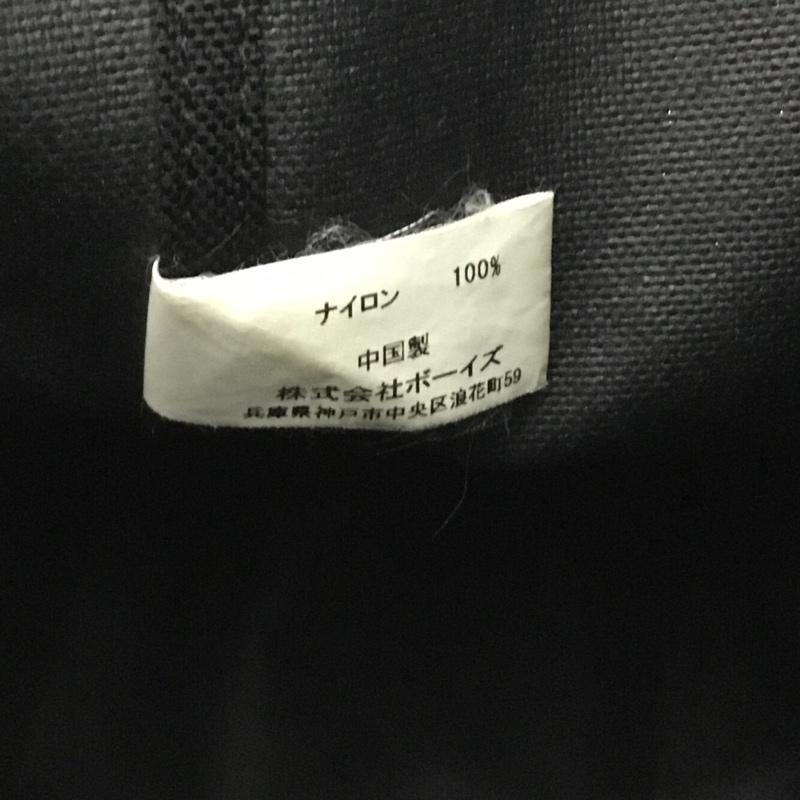 ナイロン 100%
中国製
株式会社ボーイズ
兵庫県神戸市中央区浪花町59